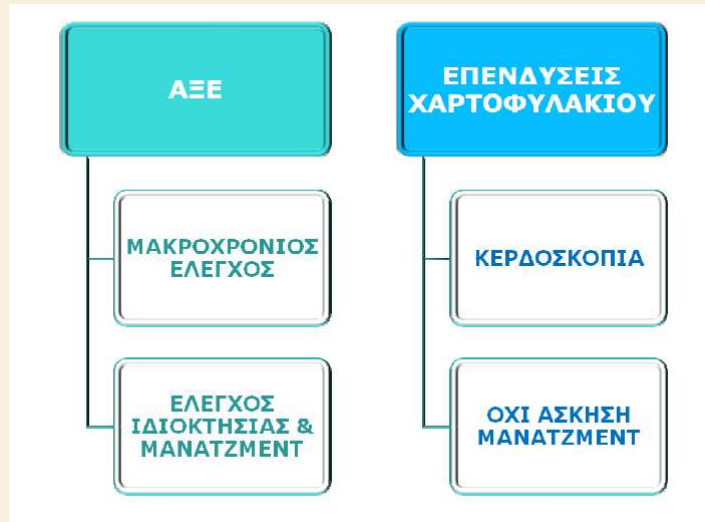 ΑΞΕ
ΜΑΚΡΟΧΡΟΝΙΟΣ
ΕΛΕΓΧΟΣ
ΕΛΕΓΧΟΣ
ΙΔΙΟΚΤΗΣΙΑΣ &
ΜΑΝΑΤΖΜΕΝΤ
ΕΠΕΝΔΥΣΕΙΣ
ΧΑΡΤΟΦΥΛΑΚΙΟΥ
ΚΕΡΔΟΣΚΟΠΙΑ
ΟΧΙ ΑΣΚΗΣΗ
ΜΑΝΑΤΖΜΕΝΤ